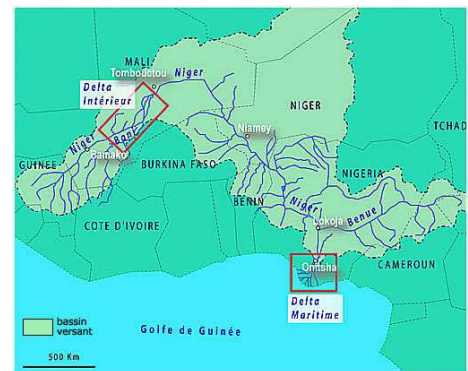 MALI
Tombouctou
Delta
Intérieur
Niger
NIGER
Niger
Bani
Niamey
TCHAD
GUINEE
Bamako
BURKINA FASO
NIGERIA
BENIN
Niger
COTE D'IVOIRE
Lokoja
Benue
Onitsha
CAMEROUN
Delta
Maritime
bassin
versant
Golfe de Guinée
500 Km